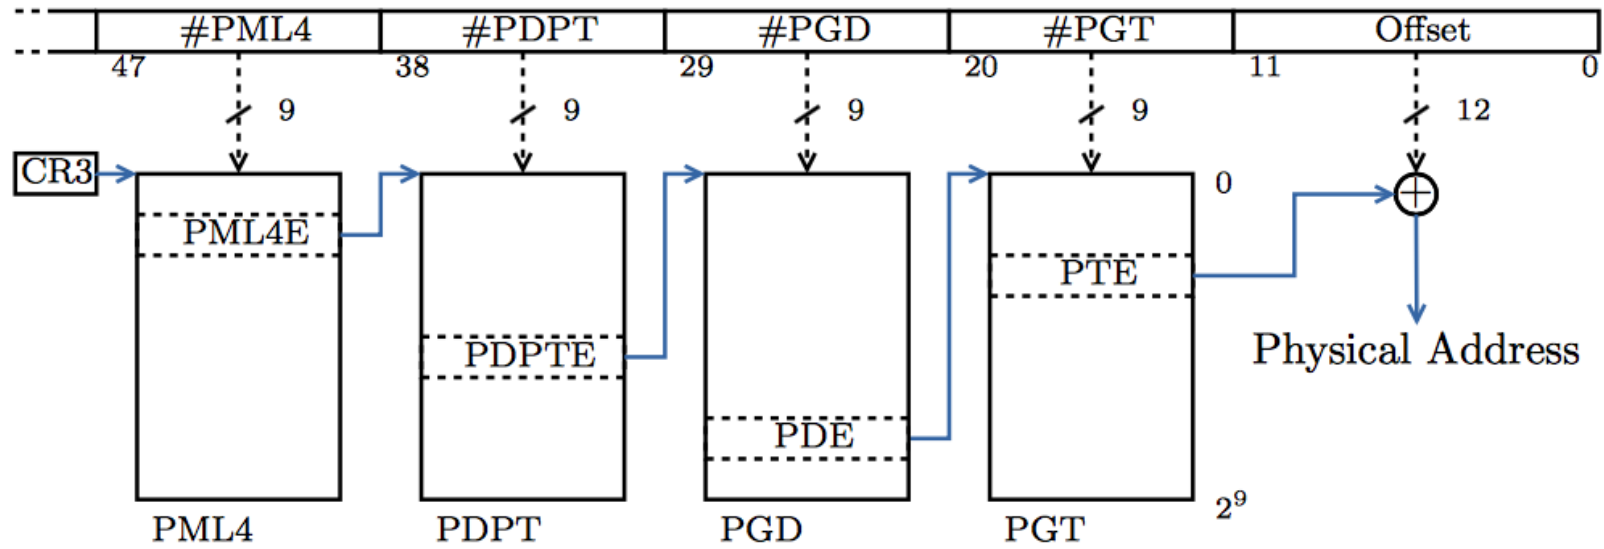 #PML4 #PDPT #PGD #PGT Offset
47 38 29 20 11 0
9 9 9 9 12
CR3
0
PML4E
PTE
PDPTE
Physical Address
PDE
2⁹
PML4 PDPT PGD PGT